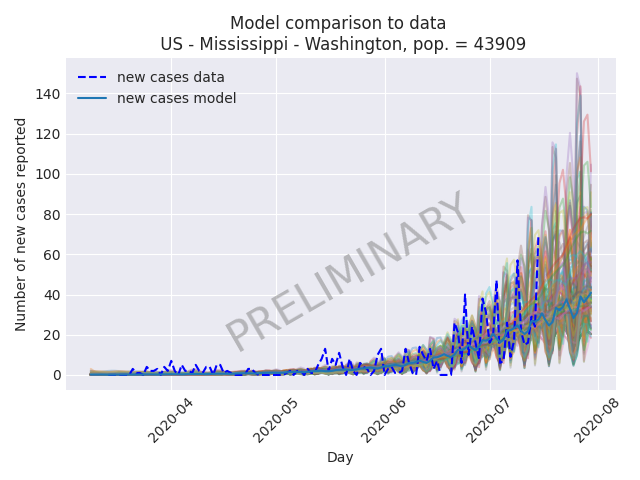 Model comparison to data
US - Mississippi - Washington, pop. = 43909
new cases data
new cases model
Number of new cases reported
140
120
100
80
60
40
20
0
PRELIMINARY
2020-04
2020-05
2020-06
2020-07
2020-08
Day